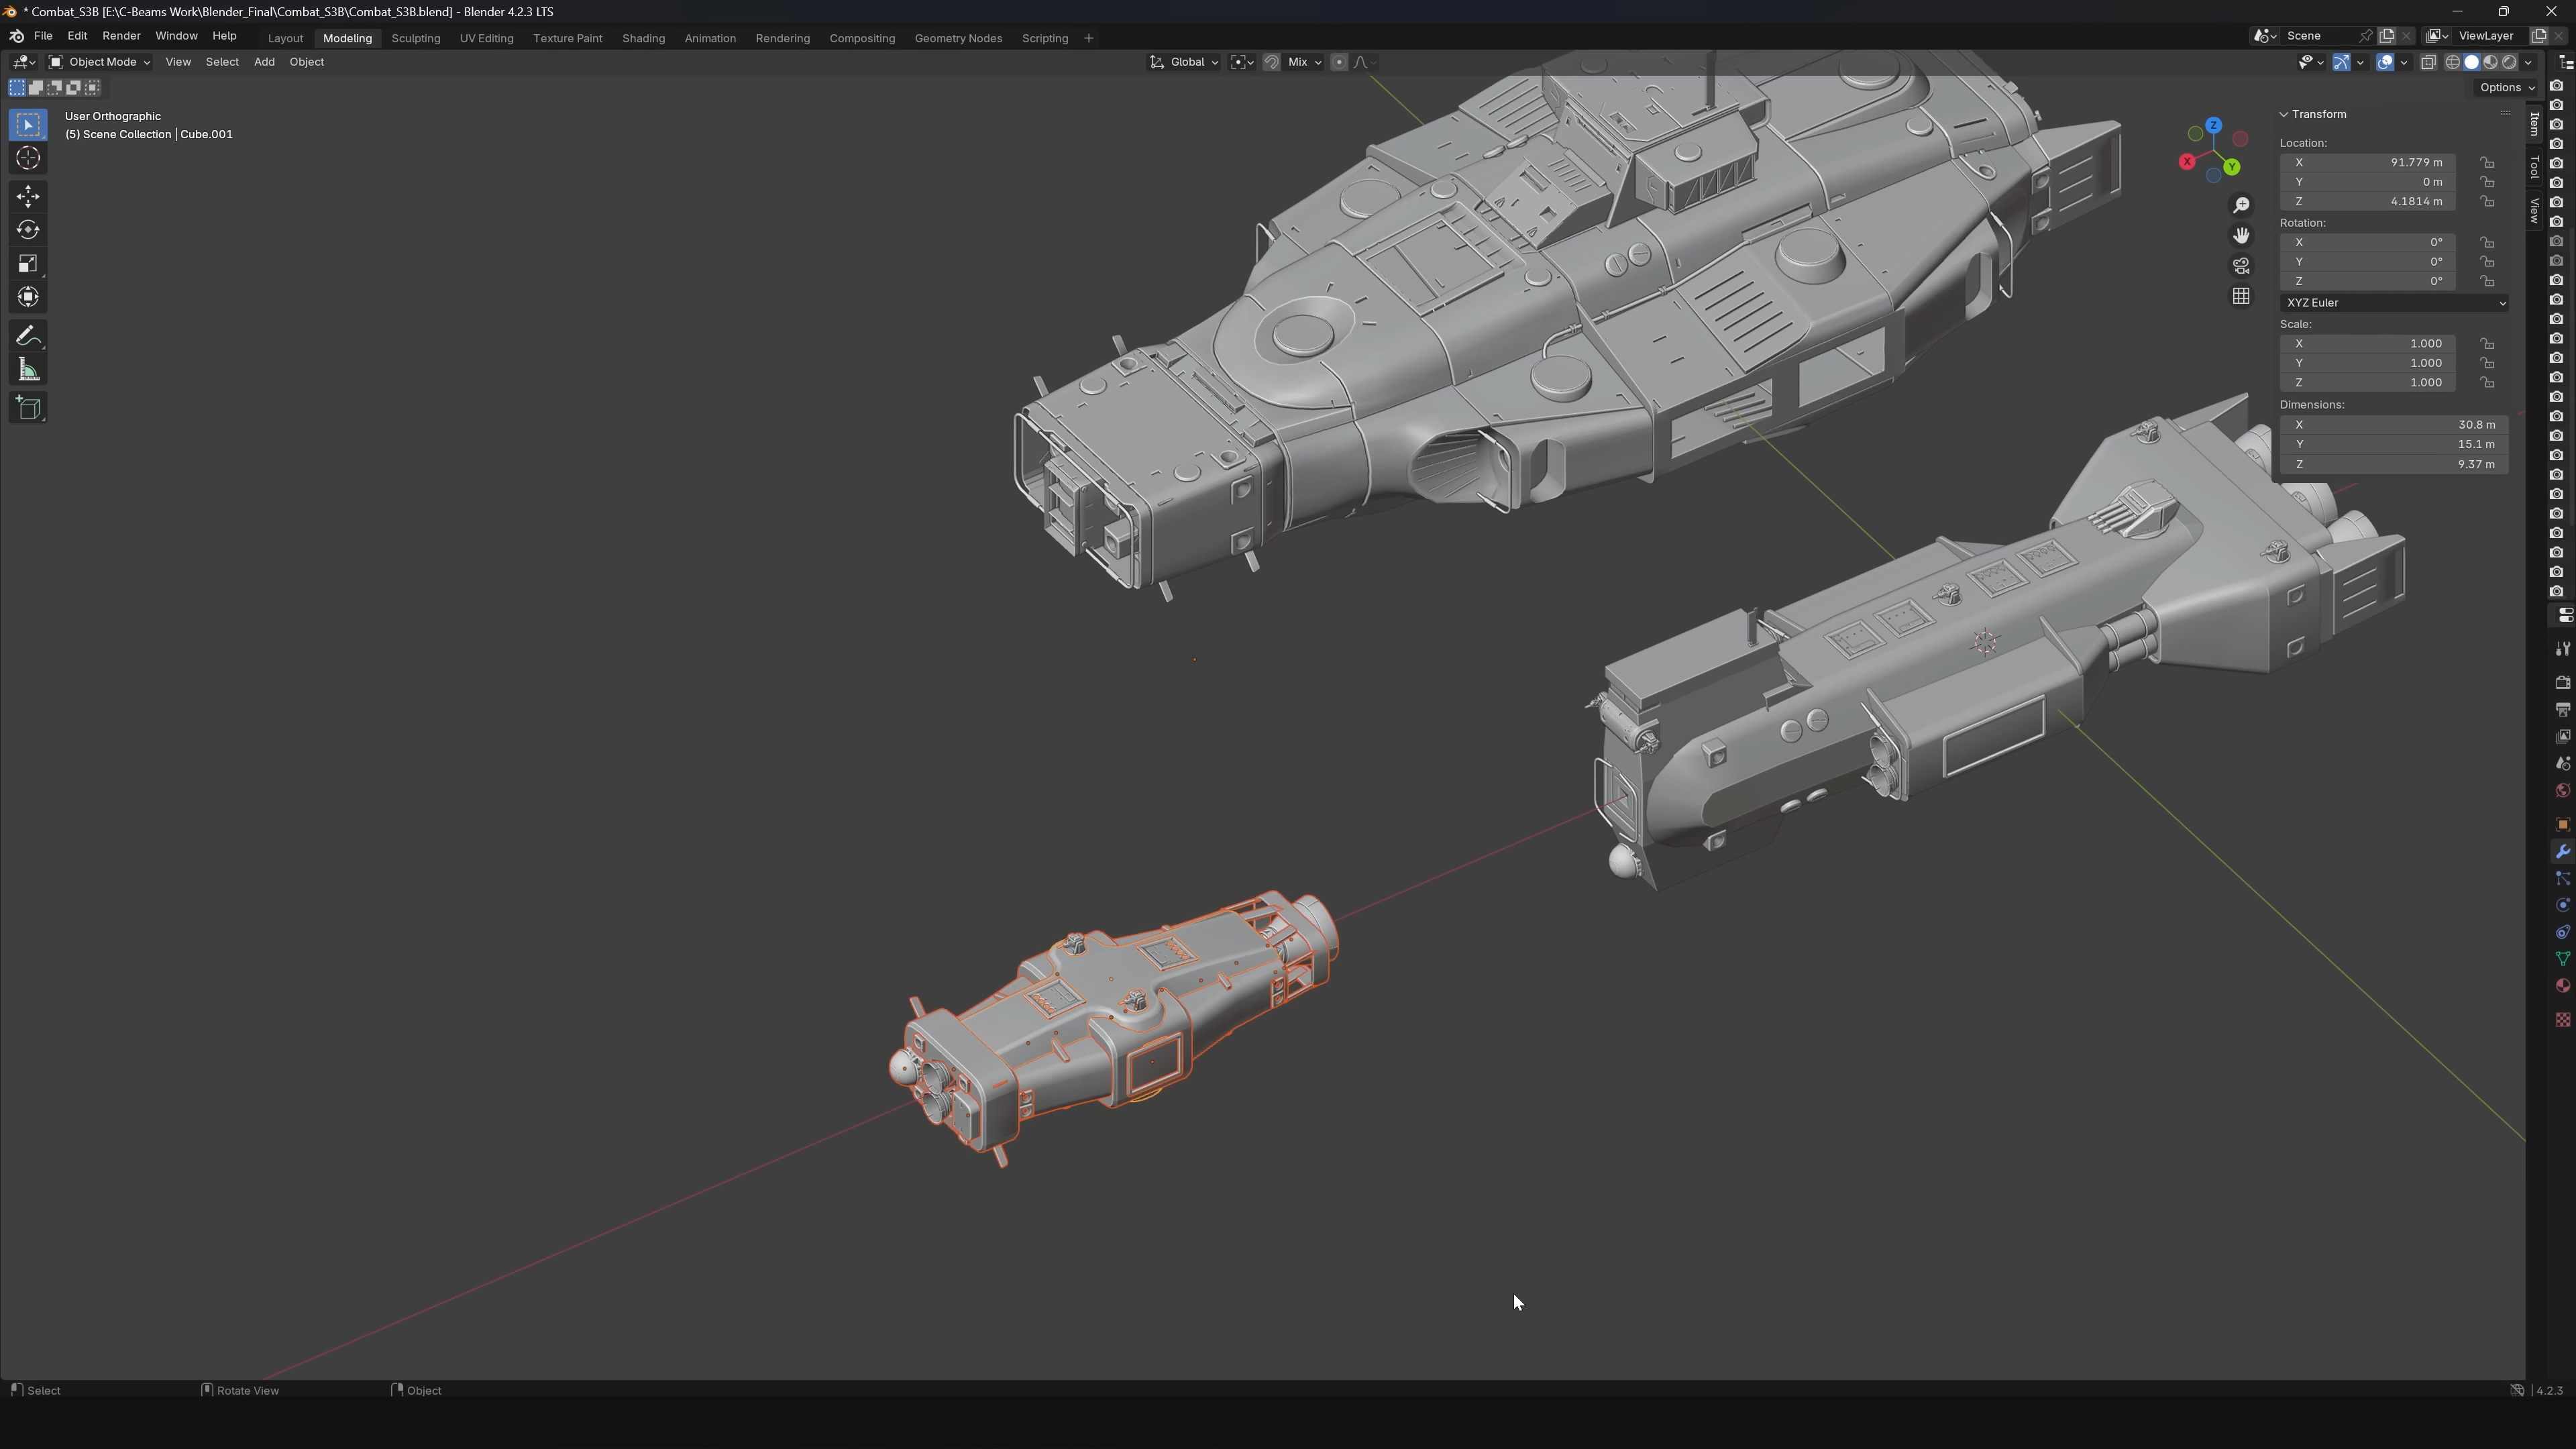 * Combat_S3B [E:\C-Beams Work\Blender_Final\Combat_S3B\Combat_S3B.blend] - Blender 4.2.3 LTS
File Edit Render Window Help Layout Modeling Sculpting UV Editing Texture Paint Shading Animation Rendering Compositing Geometry Nodes Scripting + Scene ViewLayer
Object Mode View Select Add Object Global Mix
Options
User Orthographic
(5) Scene Collection | Cube.001
Z
X
Y
Transform
Location:
X 91.779 m
Y 0 m
Z 4.1814 m
Rotation:
X 0°
Y 0°
Z 0°
XYZ Euler
Scale:
X 1.000
Y 1.000
Z 1.000
Dimensions:
X 30.8 m
Y 15.1 m
Z 9.37 m
Item
Tool
View
Select Rotate View Object 4.2.3